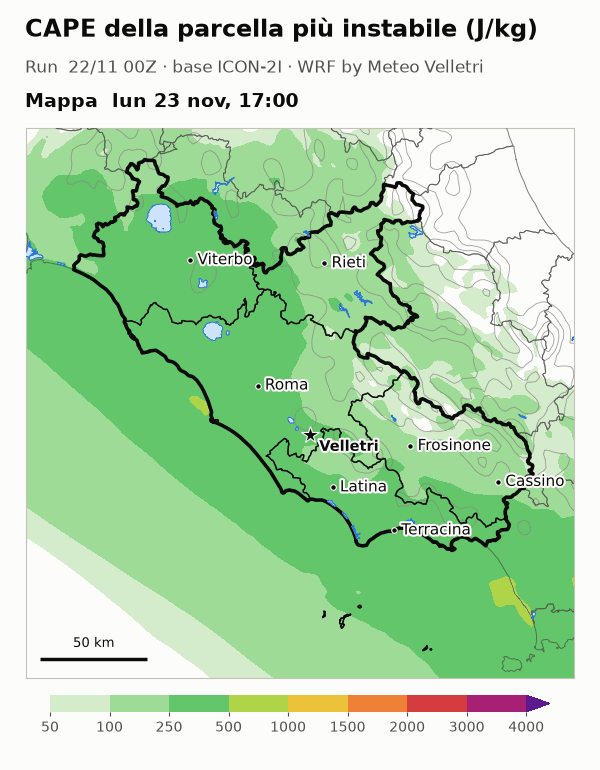 CAPE della parcella più instabile (J/kg)
Run  22/11 00Z · base ICON-2I · WRF by Meteo Velletri
Mappa  lun 23 nov, 17:00
Viterbo
Rieti
Roma
Velletri
Frosinone
Latina
Cassino
Terracina
50 km
50 100 250 500 1000 1500 2000 3000 4000